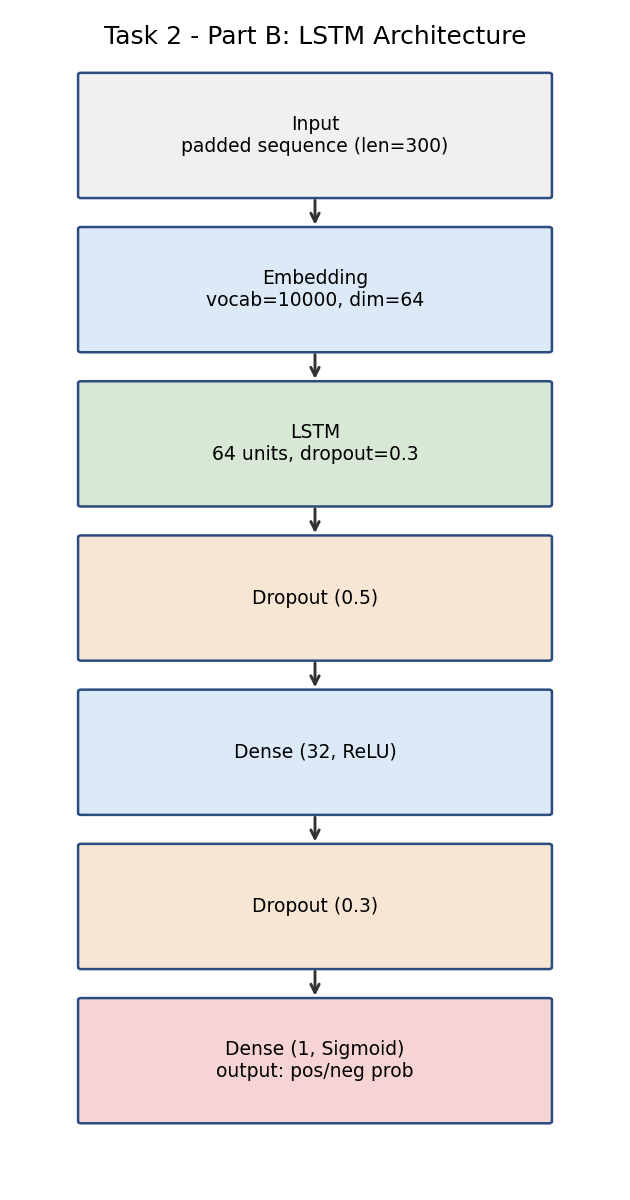 Task 2 - Part B: LSTM Architecture
Input
padded sequence (len=300)
Embedding
vocab=10000, dim=64
LSTM
64 units, dropout=0.3
Dropout (0.5)
Dense (32, ReLU)
Dropout (0.3)
Dense (1, Sigmoid)
output: pos/neg prob